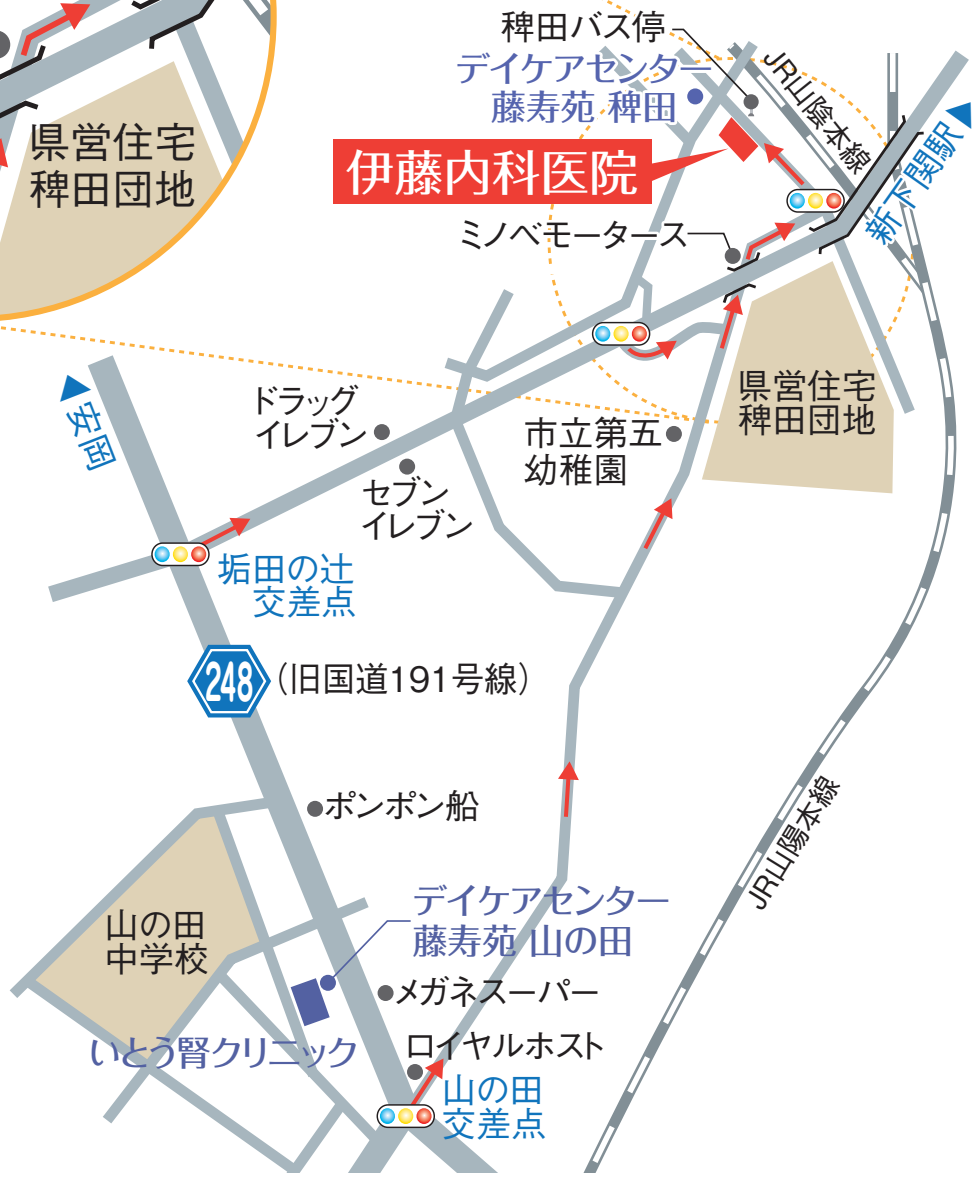 県営住宅
稗田団地
稗田バス停
デイケアセンター
藤寿苑 稗田
伊藤内科医院
JR山陰本線
新下関駅▲
ミノベモータース
県営住宅
稗田団地
▲安岡
ドラッグ
イレブン
セブン
イレブン
市立第五
幼稚園
垢田の辻
交差点
248
(旧国道191号線)
ポンポン船
JR山陽本線
山の田
中学校
デイケアセンター
藤寿苑 山の田
メガネスーパー
いとう腎クリニック
ロイヤルホスト
山の田
交差点